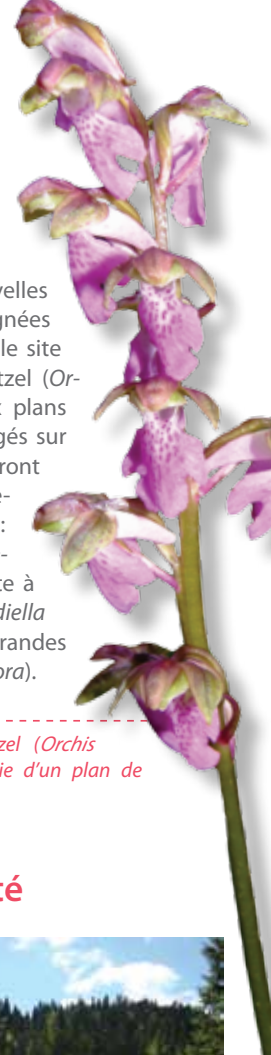 velles
gnées
le site
tzel (Or-
t plans
gés sur
ront
e-
:
-
te à
diella
randes
ora).
zel (Orchis
ie d'un plan de
té